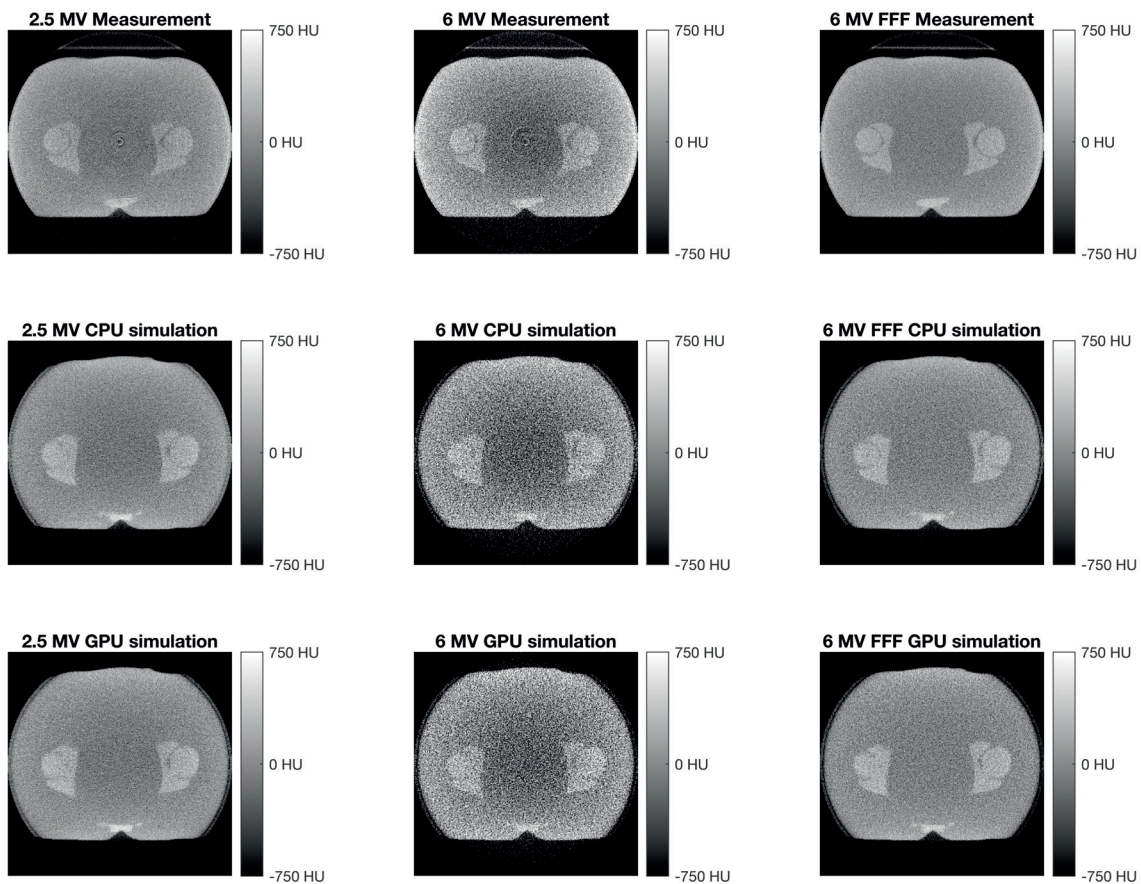 2.5 MV Measurement
750 HU
0 HU
-750 HU
6 MV Measurement
750 HU
0 HU
-750 HU
6 MV FFF Measurement
750 HU
0 HU
-750 HU
2.5 MV CPU simulation
750 HU
0 HU
-750 HU
6 MV CPU simulation
750 HU
0 HU
-750 HU
6 MV FFF CPU simulation
750 HU
0 HU
-750 HU
2.5 MV GPU simulation
750 HU
0 HU
-750 HU
6 MV GPU simulation
750 HU
0 HU
-750 HU
6 MV FFF GPU simulation
750 HU
0 HU
-750 HU